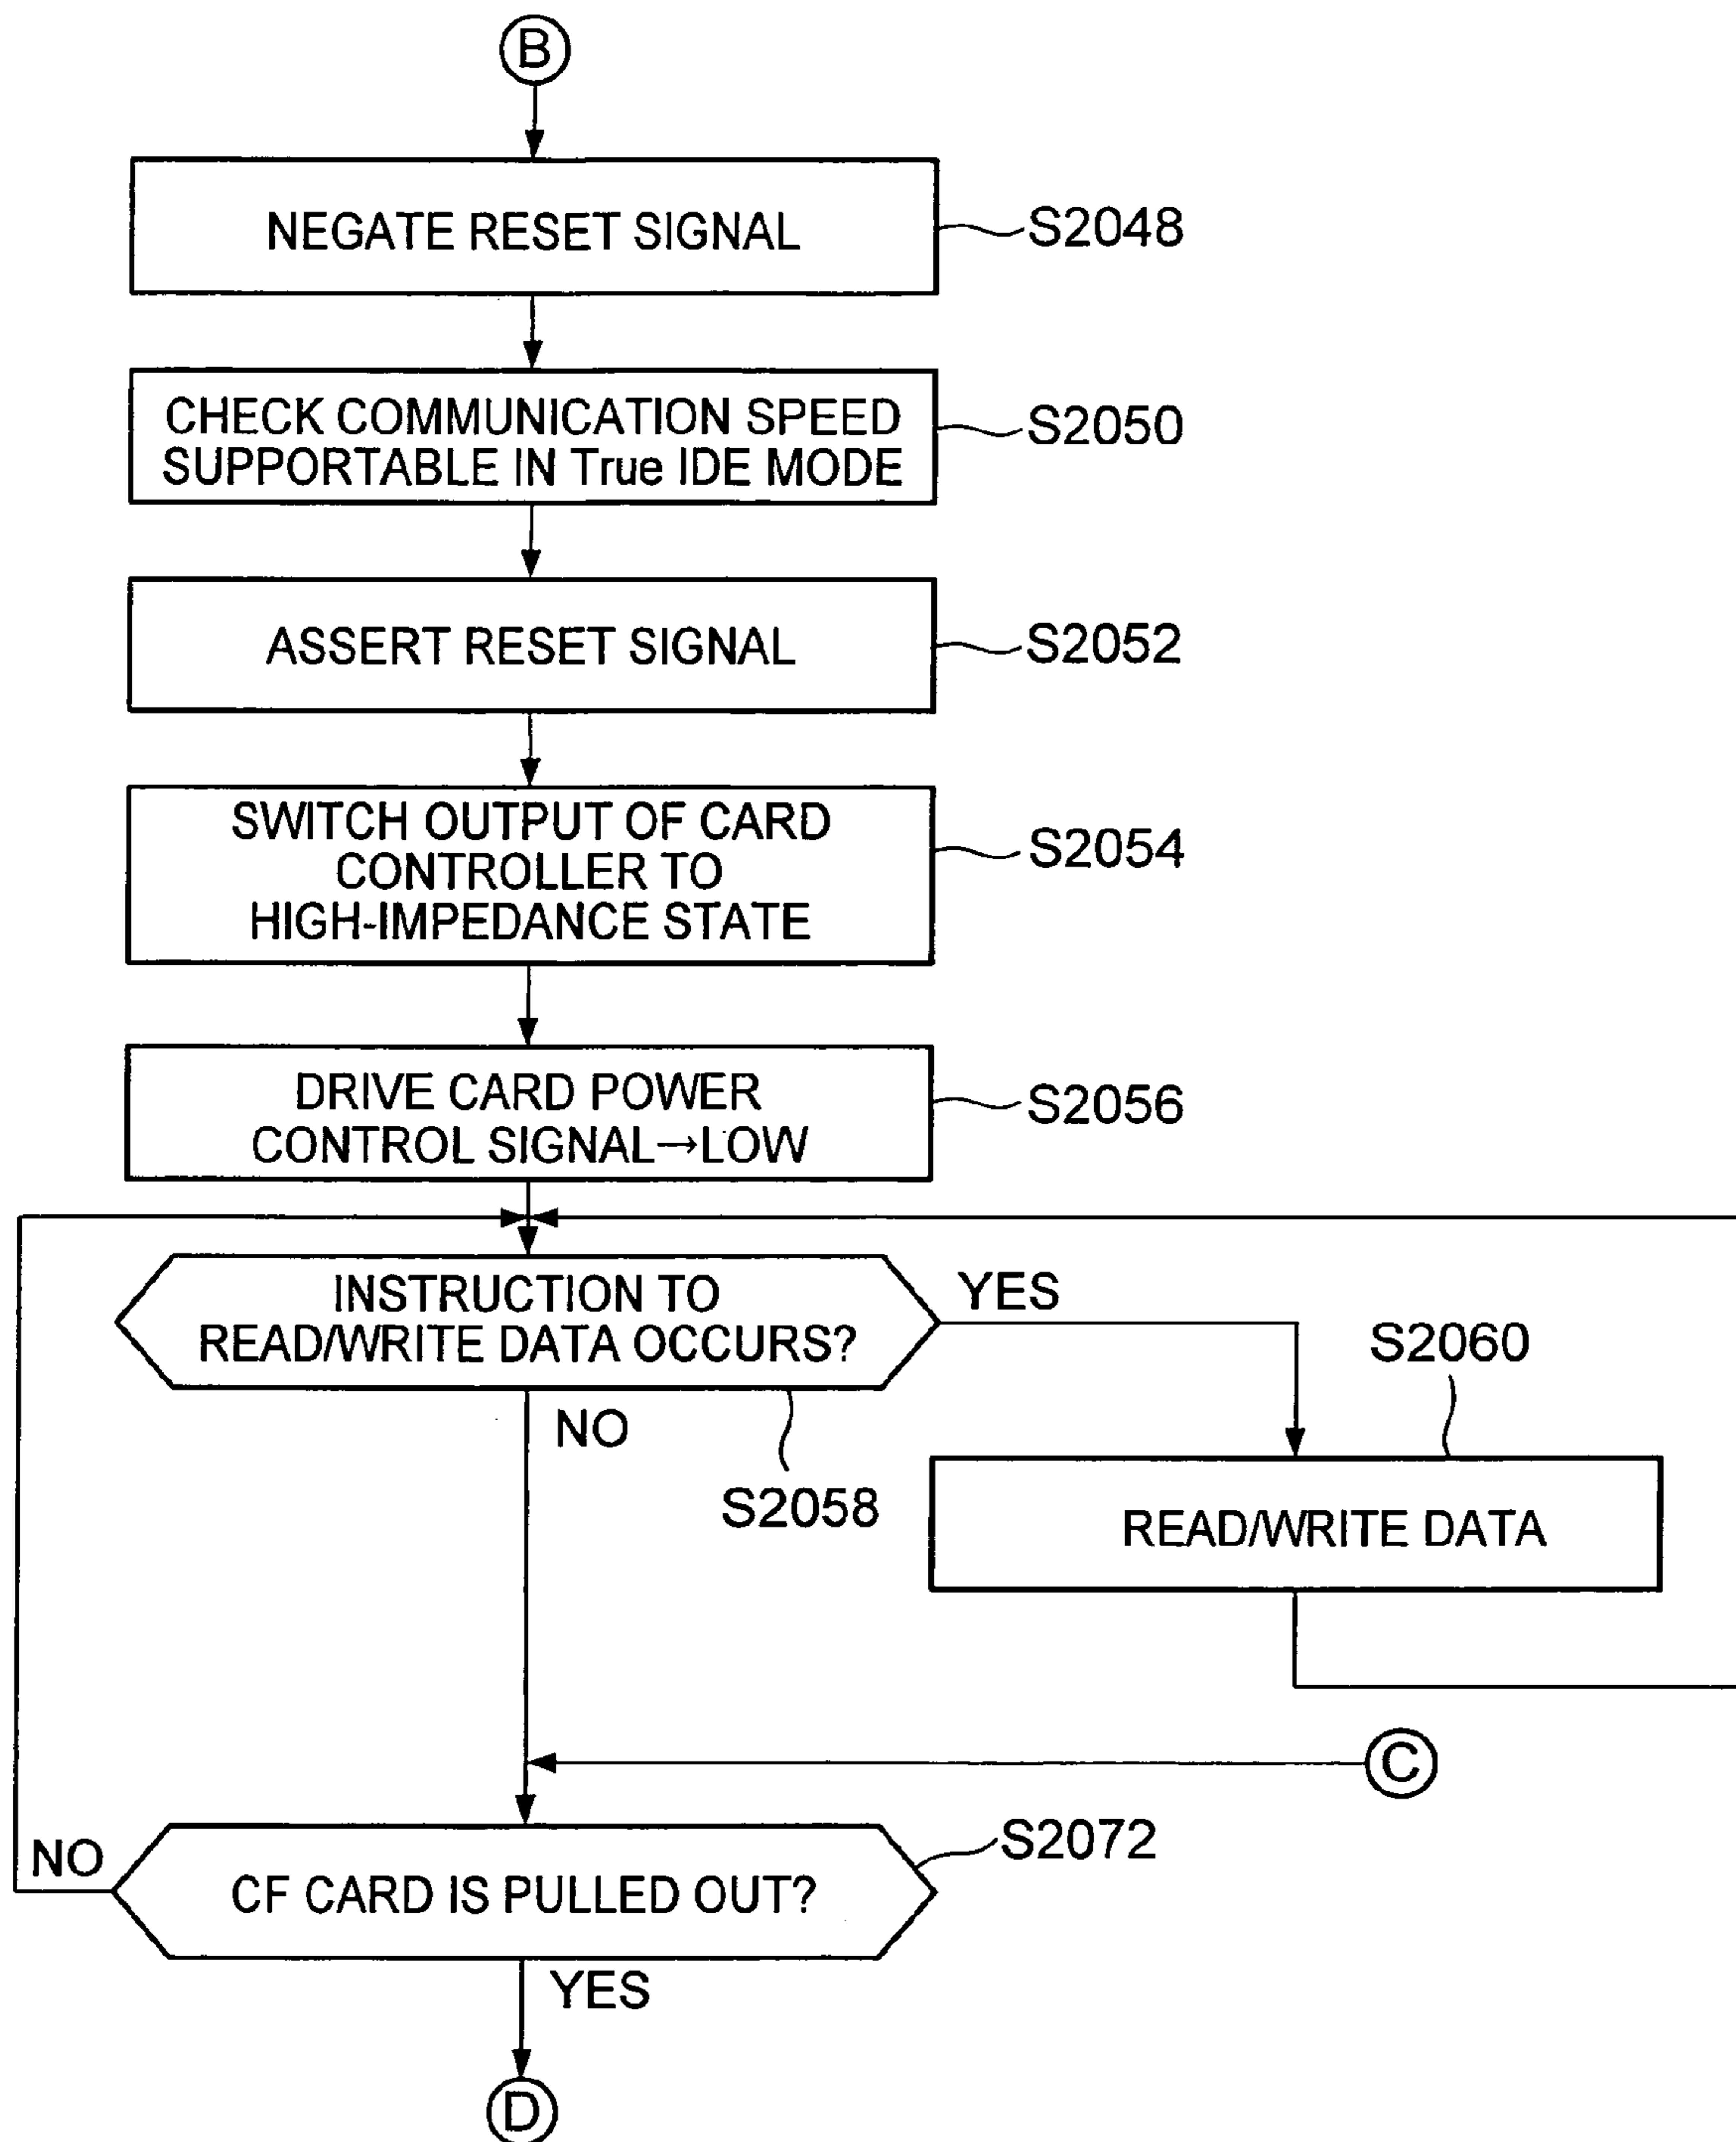 B
NEGATE RESET SIGNAL
S2048
CHECK COMMUNICATION SPEED
SUPPORTABLE IN True IDE MODE
S2050
ASSERT RESET SIGNAL
S2052
SWITCH OUTPUT OF CARD
CONTROLLER TO
HIGH-IMPEDANCE STATE
S2054
DRIVE CARD POWER
CONTROL SIGNAL→LOW
S2056
INSTRUCTION TO
READ/WRITE DATA OCCURS?
YES
S2060
NO
S2058
READ/WRITE DATA
C
S2072
NO
CF CARD IS PULLED OUT?
YES
D